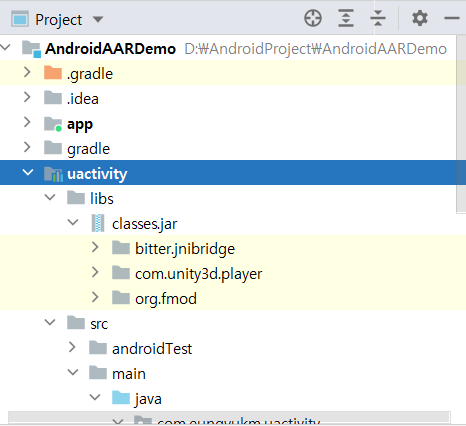 Project
AndroidAARDemo D:₩AndroidProject₩AndroidAARDemo
.gradle
.idea
app
gradle
uactivity
libs
classes.jar
bitter.jnibridge
com.unity3d.player
org.fmod
src
androidTest
main
java
com.eungyukm.uactivity